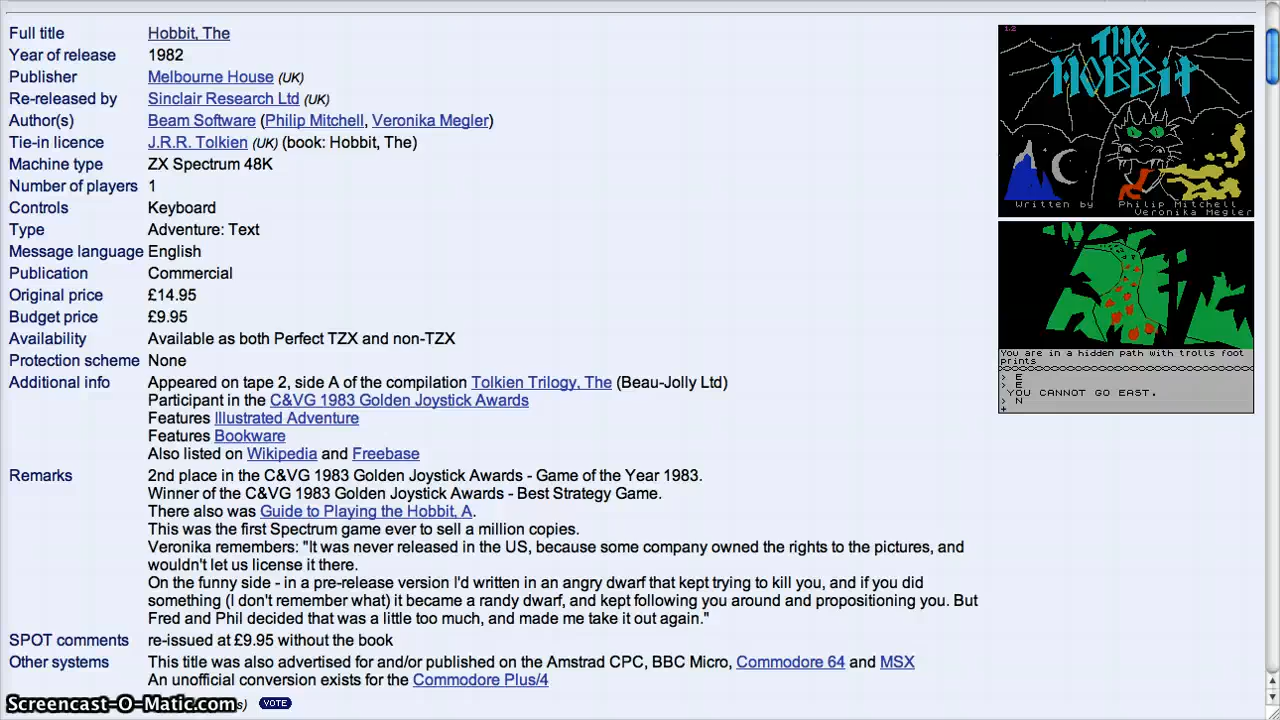 Full title Hobbit, The
Year of release 1982
Publisher Melbourne House (UK)
Re-released by Sinclair Research Ltd (UK)
Author(s) Beam Software (Philip Mitchell, Veronika Megler)
Tie-in licence J.R.R. Tolkien (UK) (book: Hobbit, The)
Machine type ZX Spectrum 48K
Number of players 1
Controls Keyboard
Type Adventure: Text
Message language English
Publication Commercial
Original price £14.95
Budget price £9.95
Availability Available as both Perfect TZX and non-TZX
Protection scheme None
Additional info Appeared on tape 2, side A of the compilation Tolkien Trilogy, The (Beau-Jolly Ltd)
Participant in the C&VG 1983 Golden Joystick Awards
Features Illustrated Adventure
Features Bookware
Also listed on Wikipedia and Freebase
Remarks 2nd place in the C&VG 1983 Golden Joystick Awards - Game of the Year 1983.
Winner of the C&VG 1983 Golden Joystick Awards - Best Strategy Game.
There also was Guide to Playing the Hobbit, A.
This was the first Spectrum game ever to sell a million copies.
Veronika remembers: "It was never released in the US, because some company owned the rights to the pictures, and
wouldn't let us license it there.
On the funny side - in a pre-release version I'd written in an angry dwarf that kept trying to kill you, and if you did
something (I don't remember what) it became a randy dwarf, and kept following you around and propositioning you. But
Fred and Phil decided that was a little too much, and made me take it out again."
SPOT comments re-issued at £9.95 without the book
Other systems This title was also advertised for and/or published on the Amstrad CPC, BBC Micro, Commodore 64 and MSX
An unofficial conversion exists for the Commodore Plus/4
Screencast-O-Matic.com s) VOTE
1.2
THE
HOBBIT
Written by Philip Mitchell
Veronika Megler
You are in a hidden path with trolls foot
prints
> E
> E
YOU CANNOT GO EAST.
> N
+